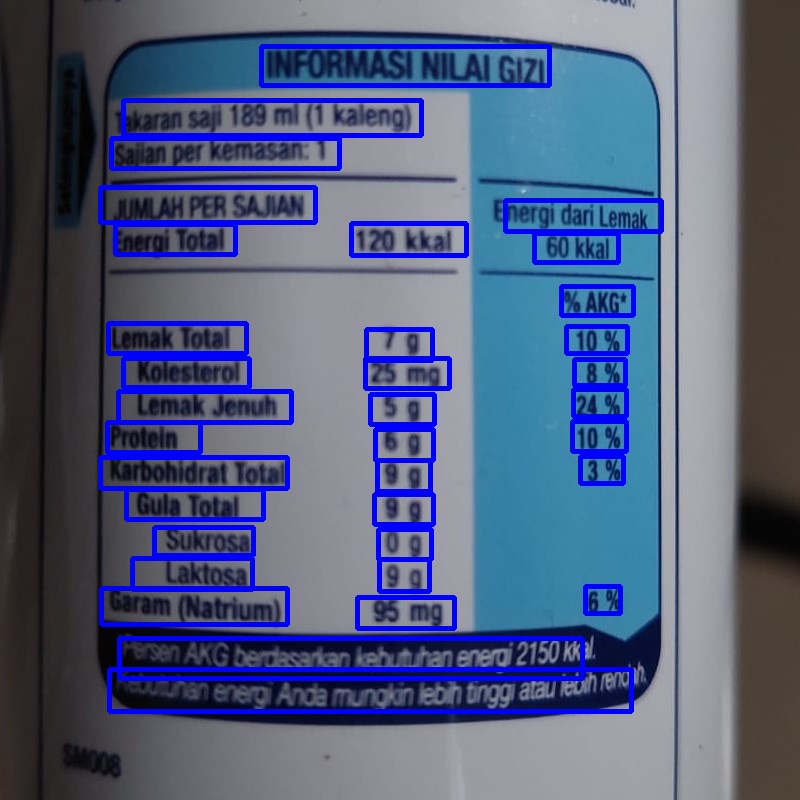 INFORMASI NILAI GIZI
Takaran saji 189 ml (1 kaleng)
Sajian per kemasan: 1
JUMLAH PER SAJIAN
Energi Total 120 kkal
Energi dari Lemak
60 kkal
% AKG*
Lemak Total 7 g 10 %
Kolesterol 25 mg 8 %
Lemak Jenuh 5 g 24 %
Protein 6 g 10 %
Karbohidrat Total 9 g 3 %
Gula Total 9 g
Sukrosa 0 g
Laktosa 9 g
Garam (Natrium) 95 mg 6 %
Persen AKG berdasarkan kebutuhan energi 2150 kkal.
Kebutuhan energi Anda mungkin lebih tinggi atau lebih rendah.
SM008
Selengkapnya